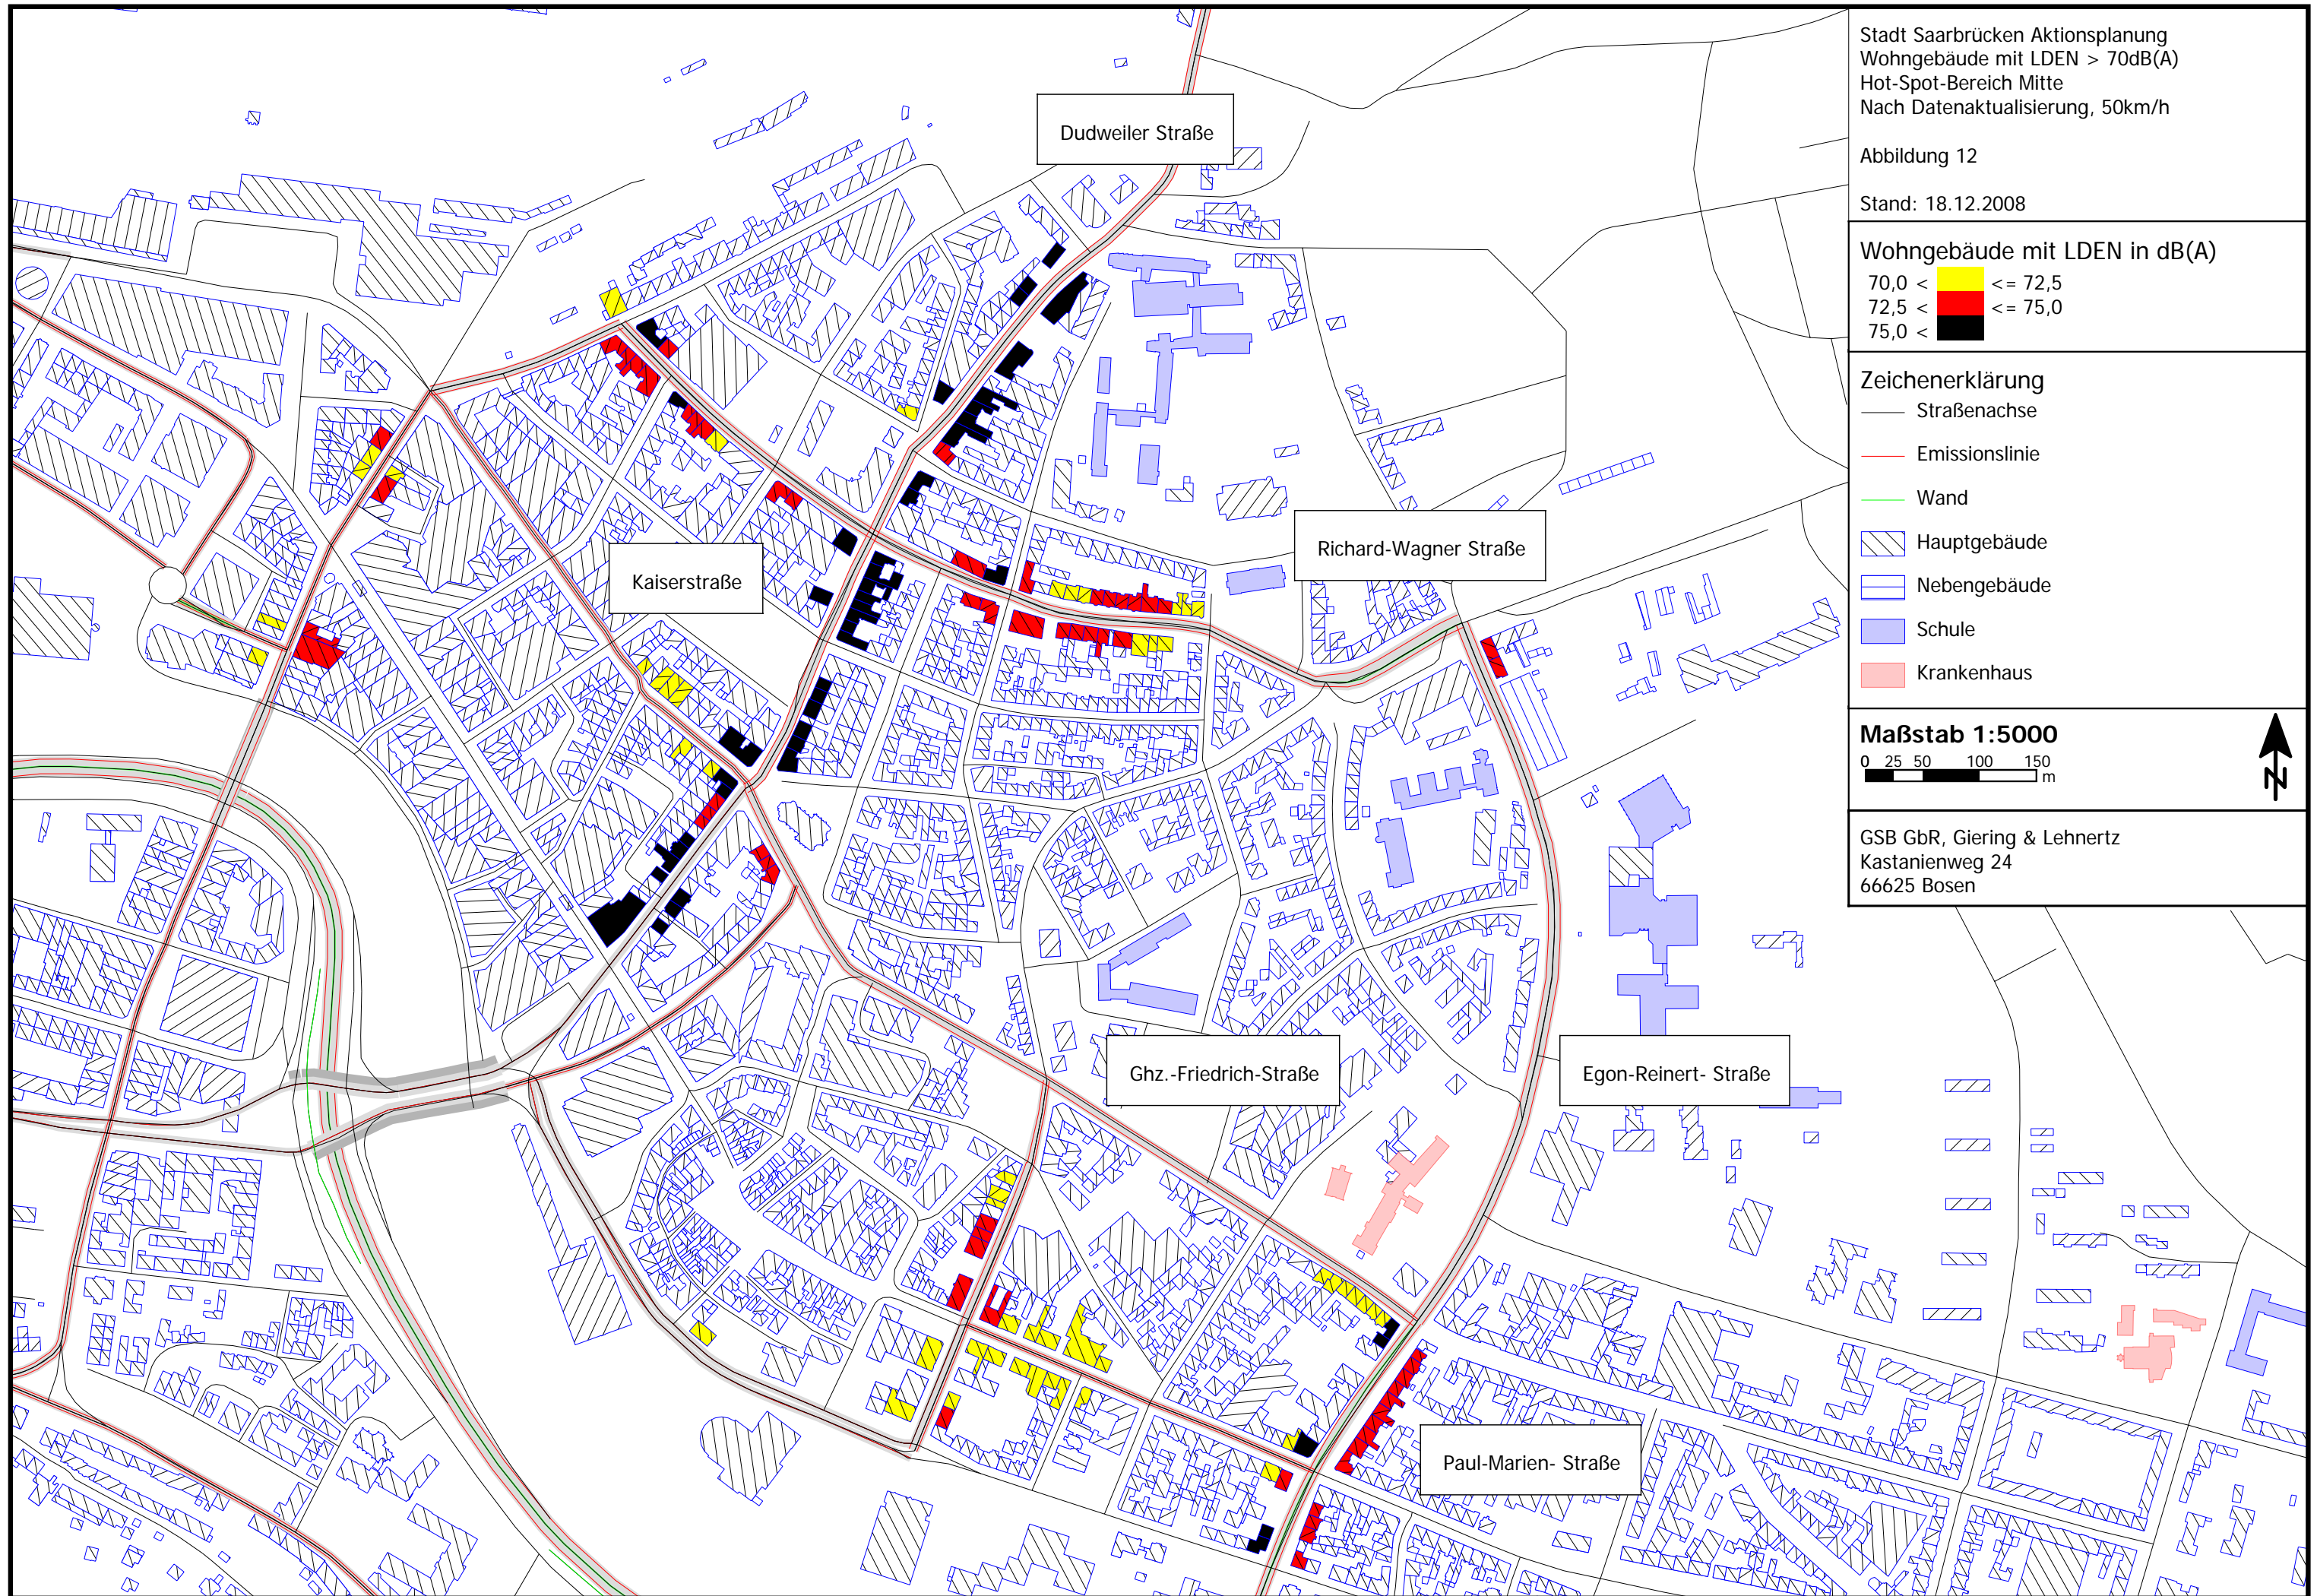 Stadt Saarbrücken Aktionsplanung
Wohngebäude mit LDEN > 70dB(A)
Hot-Spot-Bereich Mitte
Nach Datenaktualisierung, 50km/h
Abbildung 12
Stand: 18.12.2008
Wohngebäude mit LDEN in dB(A)
70,0 < <= 72,5
72,5 < <= 75,0
75,0 <
Zeichenerklärung
Straßenachse
Emissionslinie
Wand
Hauptgebäude
Nebengebäude
Schule
Krankenhaus
Maßstab 1:5000
0 25 50 100 150
m
N
GSB GbR, Giering & Lehnertz
Kastanienweg 24
66625 Bosen
Dudweiler Straße
Richard-Wagner Straße
Kaiserstraße
Ghz.-Friedrich-Straße
Egon-Reinert- Straße
Paul-Marien- Straße